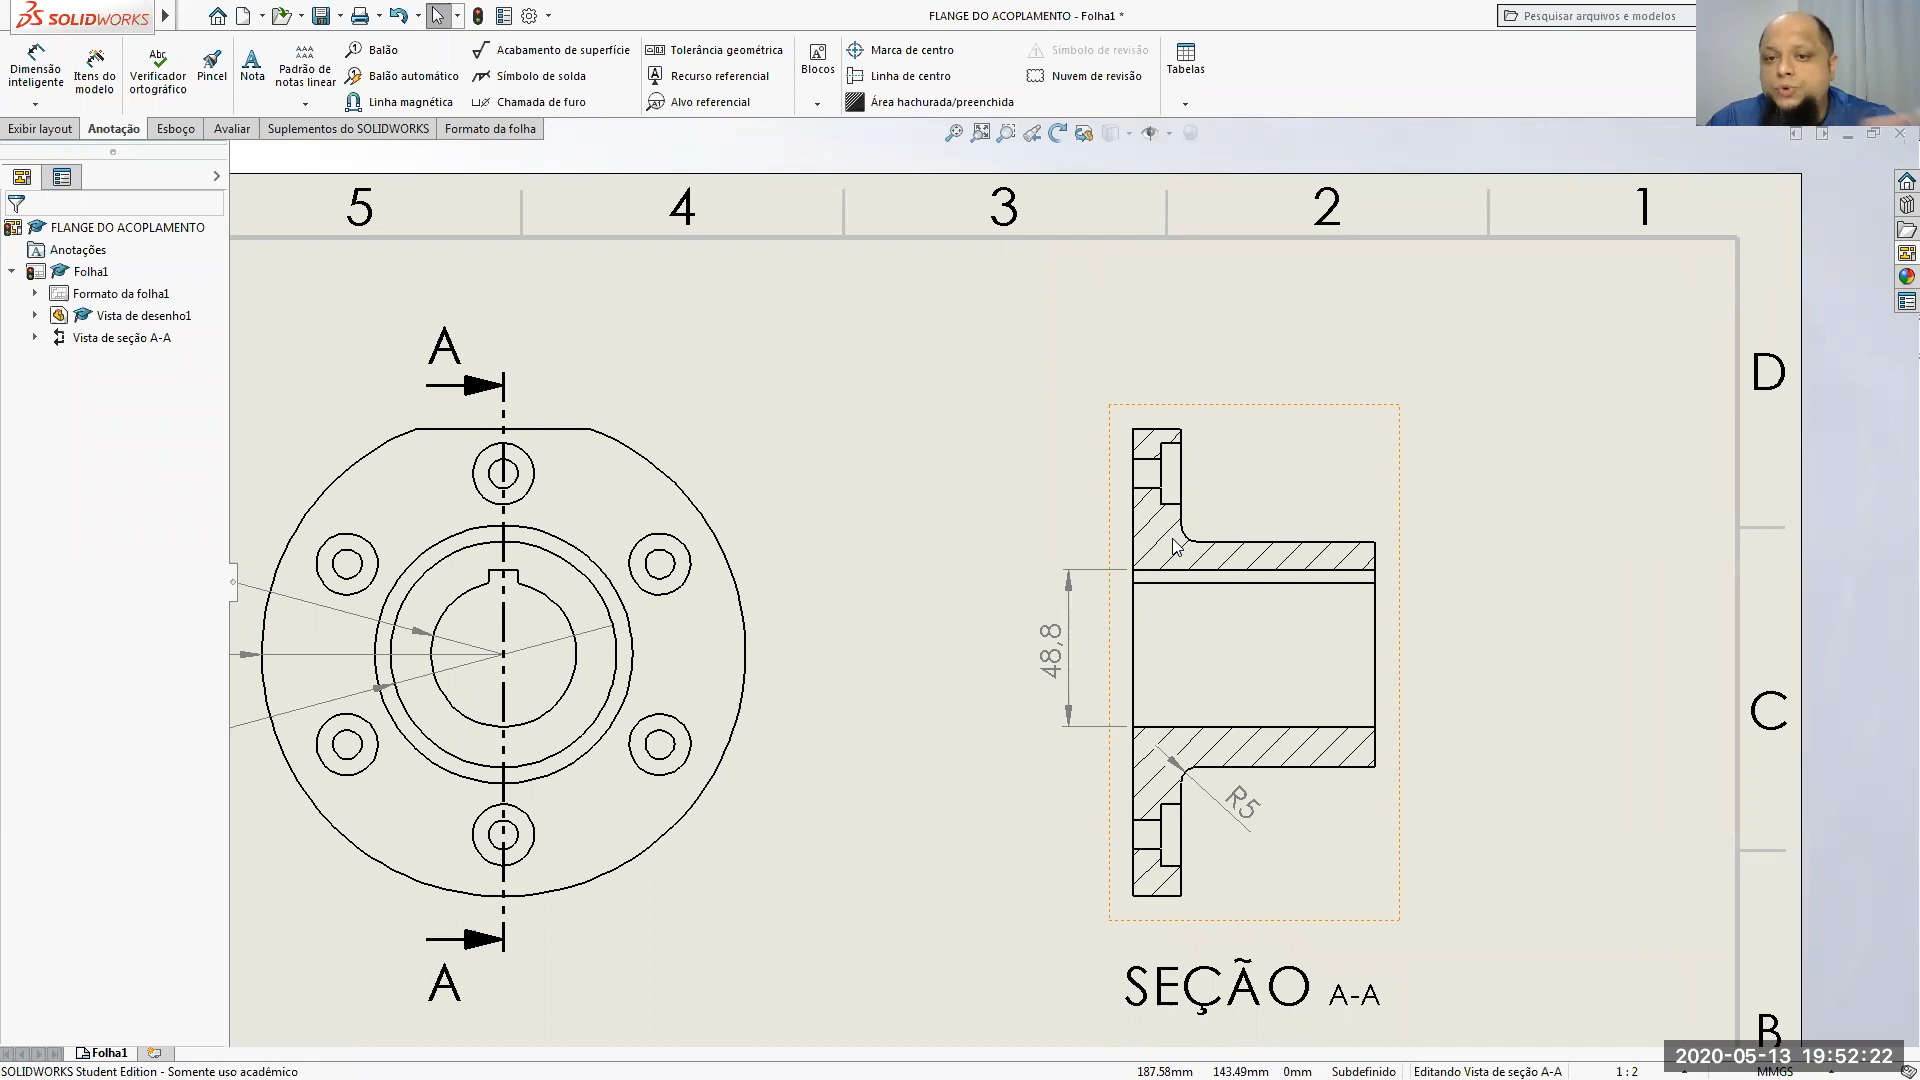 SOLIDWORKS
FLANGE DO ACOPLAMENTO - Folha1 *
Pesquisar arquivos e modelos
Dimensão inteligente
Itens do modelo
Abc
Verificador ortográfico
Pincel
A
Nota
Padrão de notas linear
Balão
Balão automático
Linha magnética
Acabamento de superfície
Símbolo de solda
Chamada de furo
Tolerância geométrica
Recurso referencial
Alvo referencial
Blocos
Marca de centro
Linha de centro
Área hachurada/preenchida
Símbolo de revisão
Nuvem de revisão
Tabelas
Exibir layout
Anotação
Esboço
Avaliar
Suplementos do SOLIDWORKS
Formato da folha
FLANGE DO ACOPLAMENTO
Anotações
Folha1
Formato da folha1
Vista de desenho1
Vista de seção A-A
5
4
3
2
1
D
C
B
A
A
48,8
R5
SEÇÃO A-A
Folha1
2020-05-13 19:52:22
SOLIDWORKS Student Edition - Somente uso acadêmico
187.58mm
143.49mm
0mm
Subdefinido
Editando Vista de seção A-A
1 : 2
MMGS